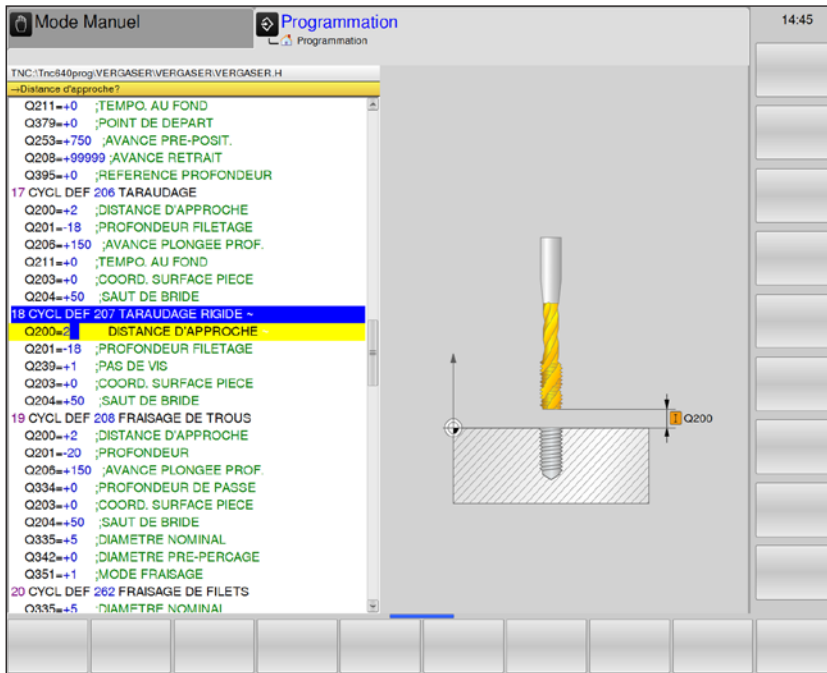 Mode Manuel
Programmation
Programmation
14:45
TNC:\Tnc640prog\VERGASER\VERGASER\VERGASER.H
→Distance d'approche?
Q211=+0 ;TEMPO. AU FOND
Q379=+0 ;POINT DE DEPART
Q253=+750 ;AVANCE PRE-POSIT.
Q208=+99999 ;AVANCE RETRAIT
Q395=+0 ;REFERENCE PROFONDEUR
17 CYCL DEF 206 TARAUDAGE
Q200=+2 ;DISTANCE D'APPROCHE
Q201=-18 ;PROFONDEUR FILETAGE
Q206=+150 ;AVANCE PLONGEE PROF.
Q211=+0 ;TEMPO. AU FOND
Q203=+0 ;COORD. SURFACE PIECE
Q204=+50 ;SAUT DE BRIDE
18 CYCL DEF 207 TARAUDAGE RIGIDE ~
Q200=2 DISTANCE D'APPROCHE ~
Q201=-18 ;PROFONDEUR FILETAGE
Q239=+1 ;PAS DE VIS
Q203=+0 ;COORD. SURFACE PIECE
Q204=+50 ;SAUT DE BRIDE
19 CYCL DEF 208 FRAISAGE DE TROUS
Q200=+2 ;DISTANCE D'APPROCHE
Q201=-20 ;PROFONDEUR
Q206=+150 ;AVANCE PLONGEE PROF.
Q334=+0 ;PROFONDEUR DE PASSE
Q203=+0 ;COORD. SURFACE PIECE
Q204=+50 ;SAUT DE BRIDE
Q335=+5 ;DIAMETRE NOMINAL
Q342=+0 ;DIAMETRE PRE-PERCAGE
Q351=+1 ;MODE FRAISAGE
20 CYCL DEF 262 FRAISAGE DE FILETS
Q335=+5 ;DIAMETRE NOMINAL
Q200